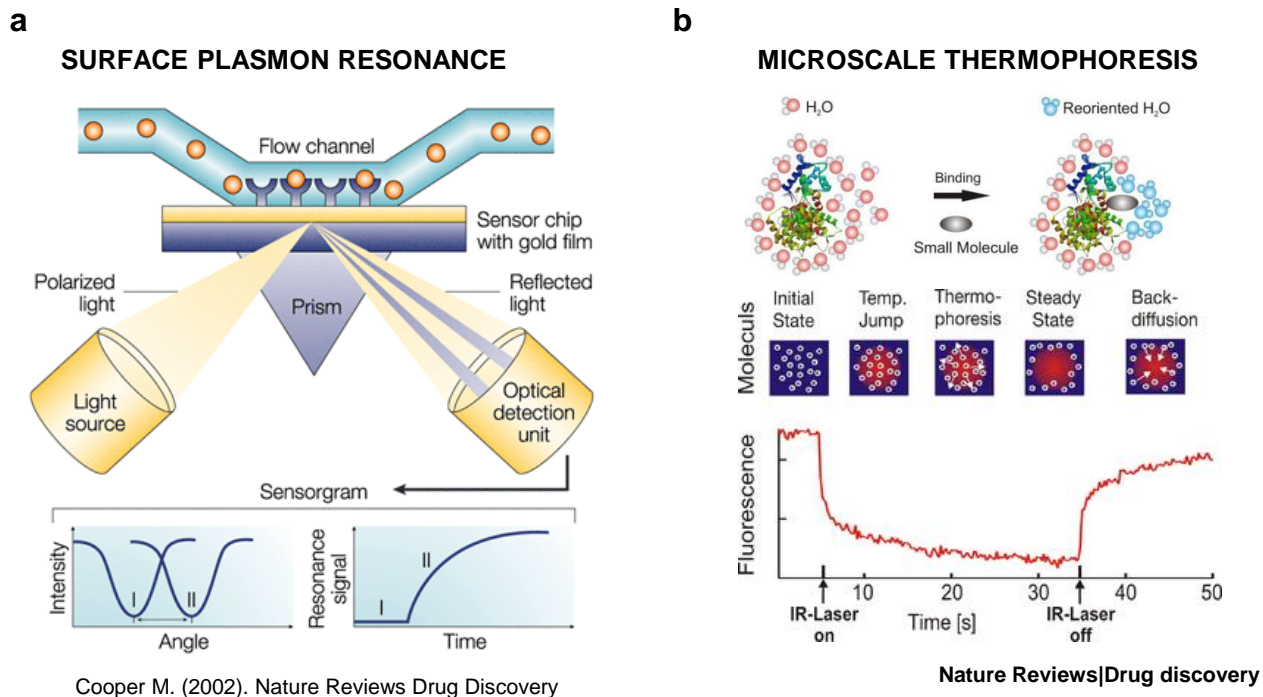 a
SURFACE PLASMON RESONANCE
Flow channel
Sensor chip
with gold film
Polarized
light
Reflected
light
Prism
Light
source
Optical
detection
unit
Sensorgram
Intensity
I
II
Angle
Resonance
signal
I
II
Time
Cooper M. (2002). Nature Reviews Drug Discovery
b
MICROSCALE THERMOPHORESIS
H₂O
Reoriented H₂O
Binding
Small Molecule
Moleculs
Initial
State
Temp.
Jump
Thermo-
phoresis
Steady
State
Back-
diffusion
Fluorescence
10
20
30
40
50
IR-Laser
on
Time [s]
IR-Laser
off
Nature Reviews|Drug discovery